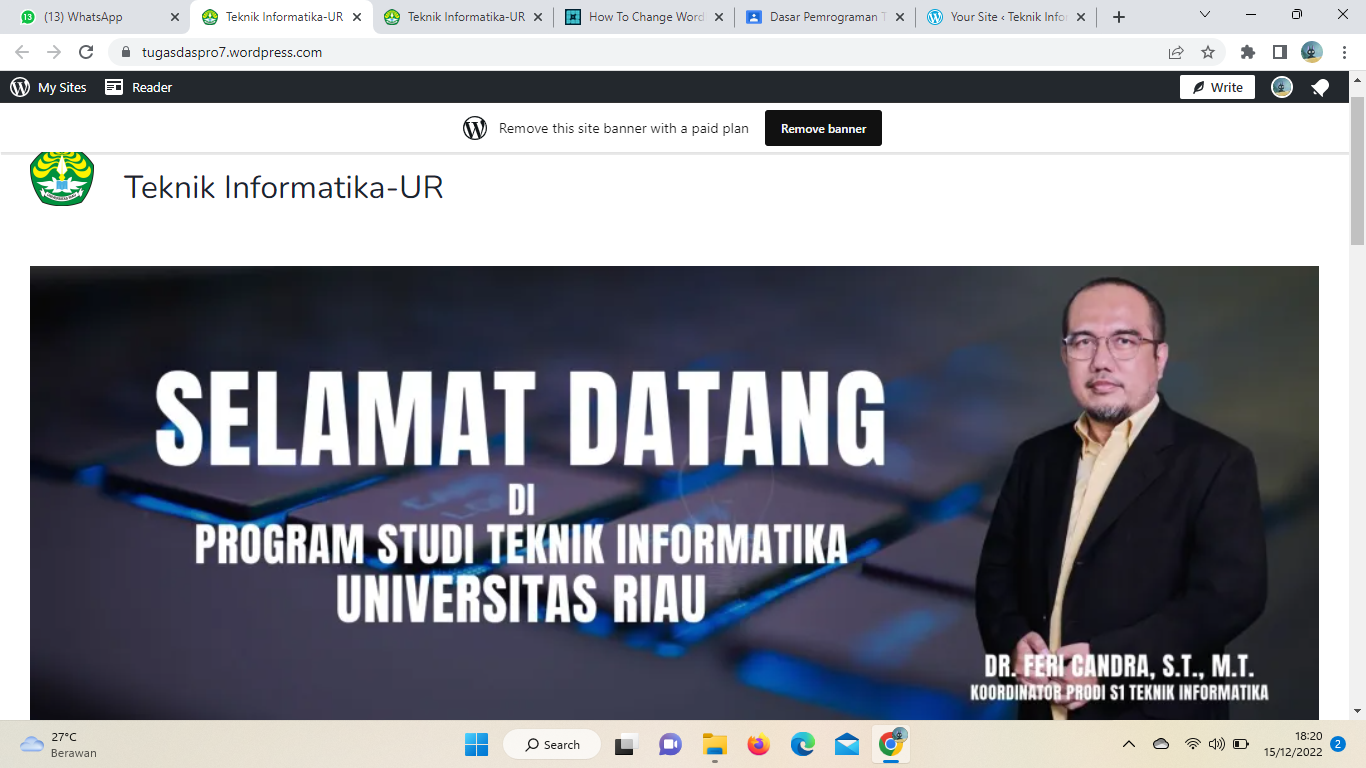 13
(13) WhatsApp
Teknik Informatika-UR
Teknik Informatika-UR
How To Change Word
Dasar Pemrograman T
Your Site ‹ Teknik Infor
tugasdaspro7.wordpress.com
My Sites
Reader
Write
Remove this site banner with a paid plan
Remove banner
Teknik Informatika-UR
SELAMAT DATANG
DI
PROGRAM STUDI TEKNIK INFORMATIKA
UNIVERSITAS RIAU
DR. FERI CANDRA, S.T., M.T.
KOORDINATOR PRODI S1 TEKNIK INFORMATIKA
27°C
Berawan
Search
18:20
15/12/2022
2